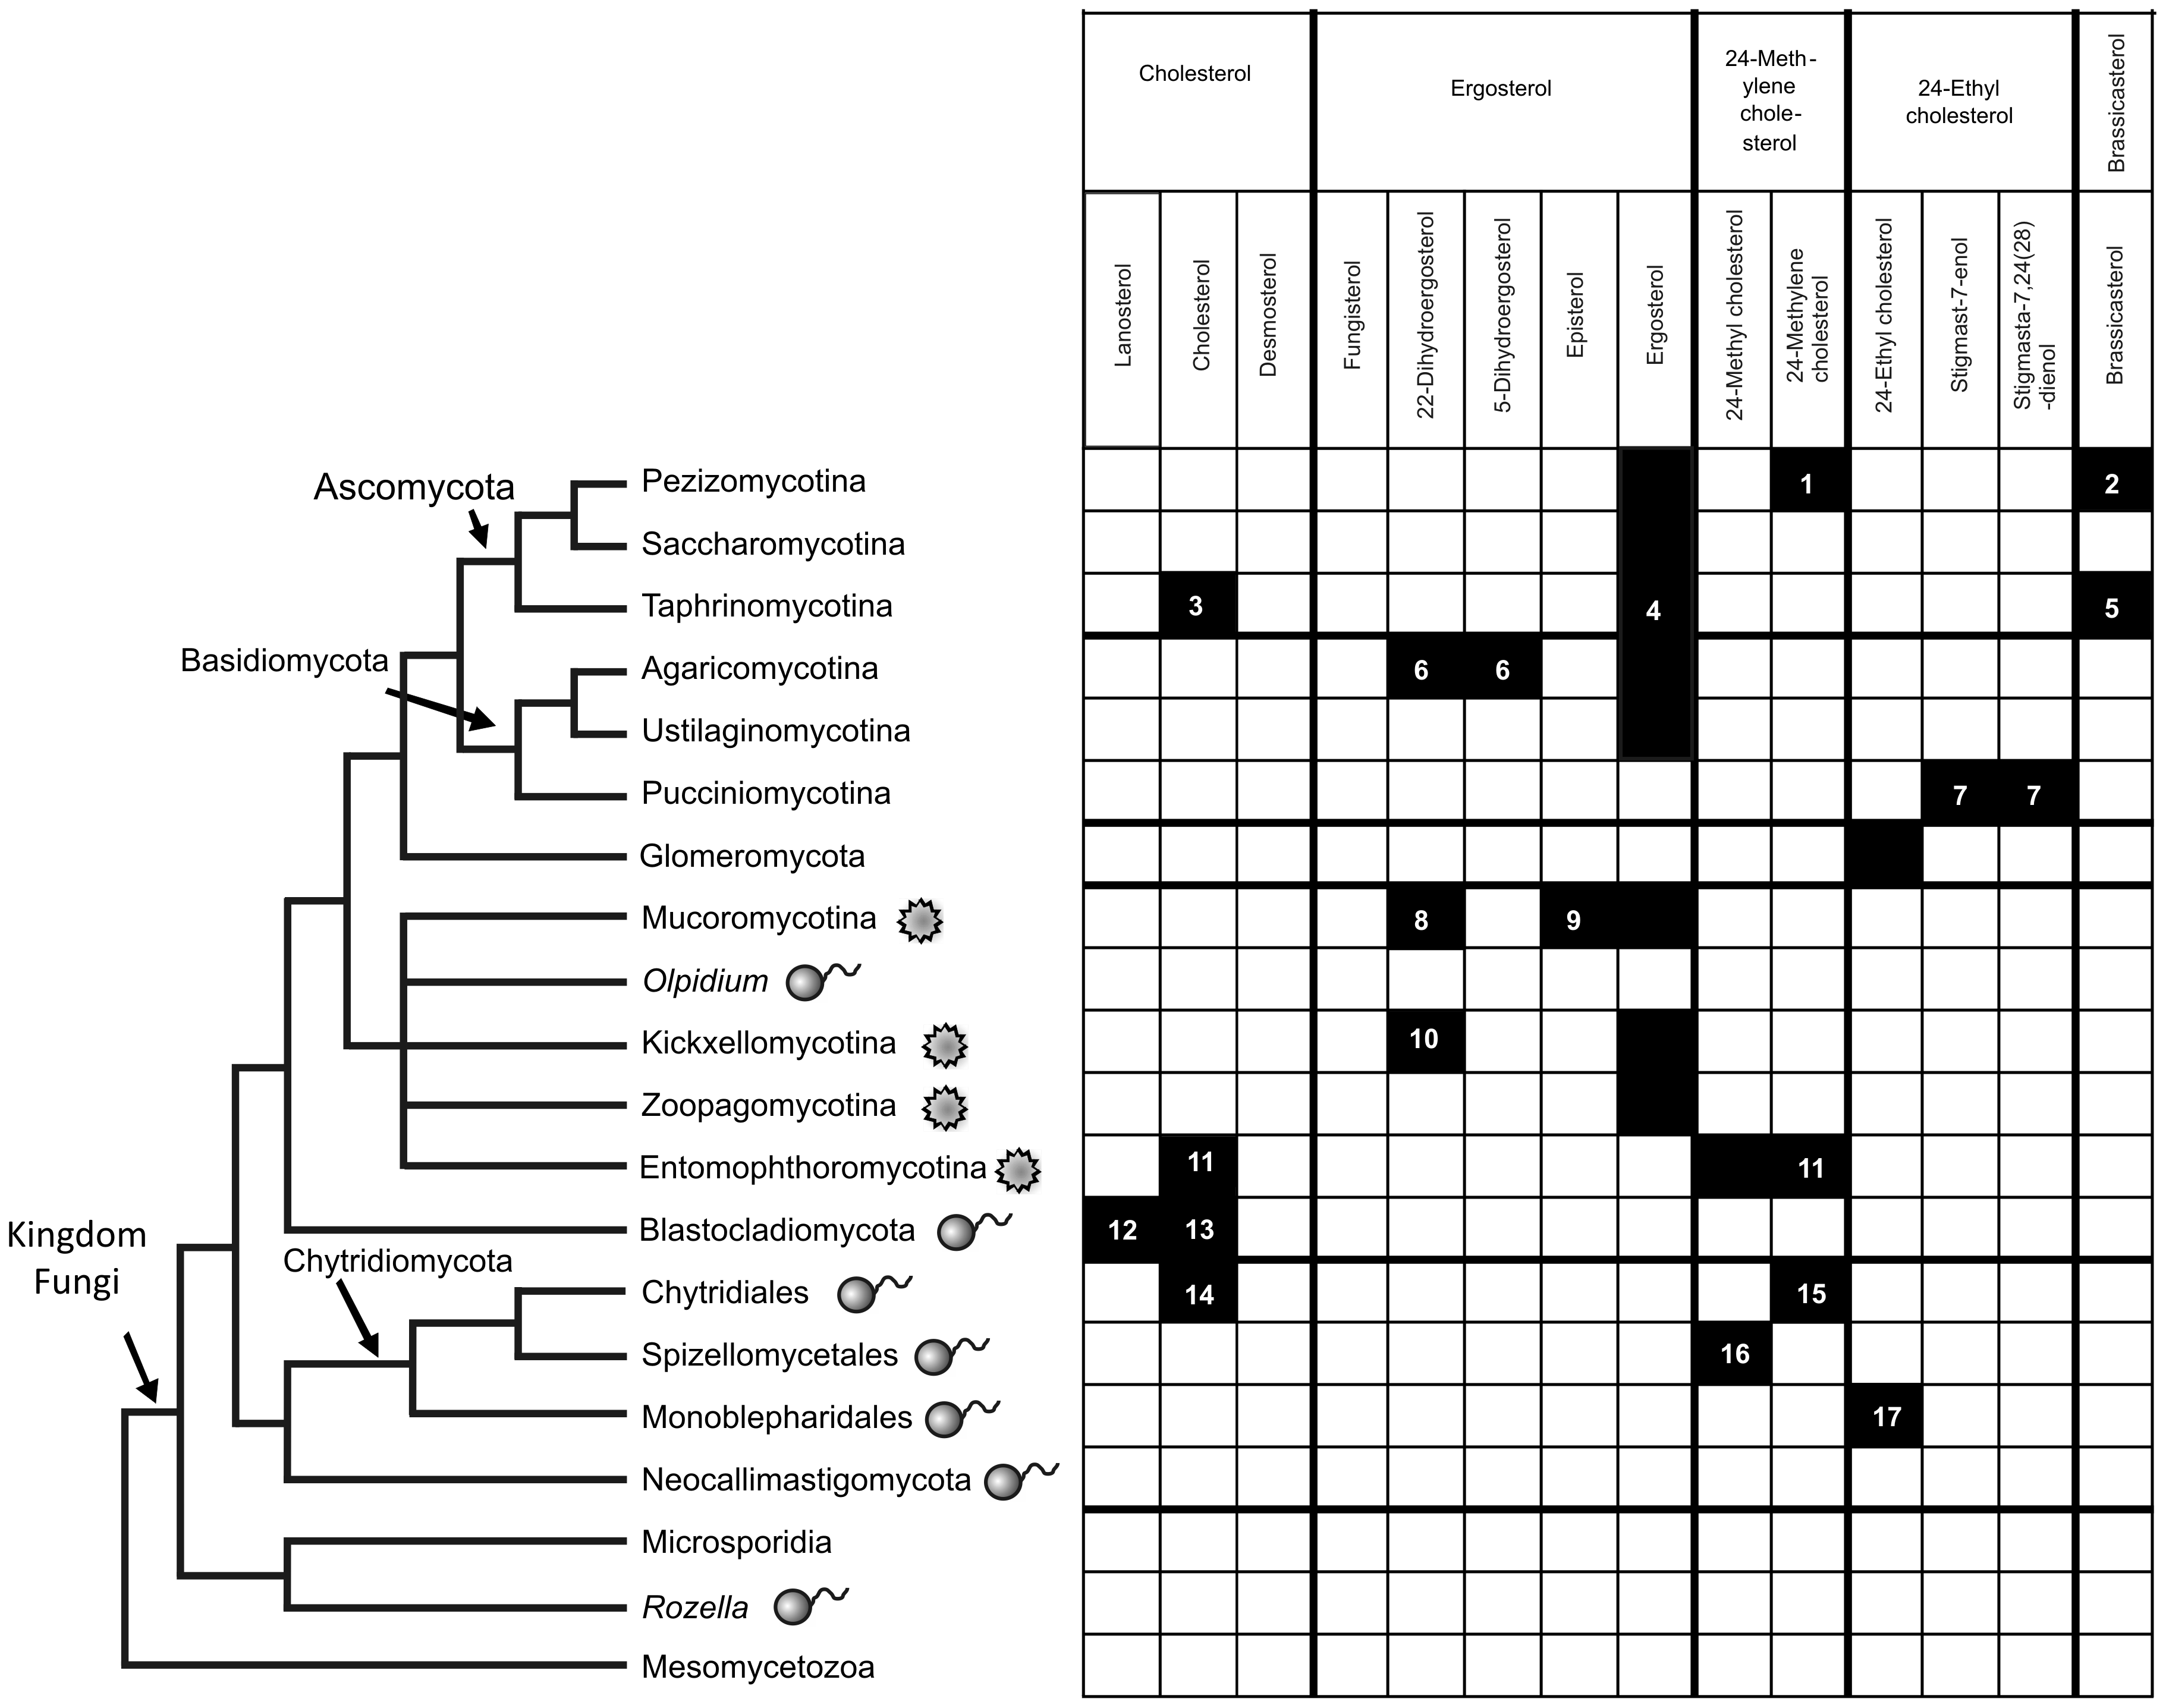 Cholesterol
Ergosterol
24-Meth-
ylene
chole-
sterol
24-Ethyl
cholesterol
Brassicasterol
Lanosterol
Cholesterol
Desmosterol
Fungisterol
22-Dihydroergosterol
5-Dihydroergosterol
Episterol
Ergosterol
24-Methyl cholesterol
24-Methylene
cholesterol
24-Ethyl cholesterol
Stigmast-7-enol
Stigmasta-7,24(28)
-dienol
Brassicasterol
Ascomycota
Pezizomycotina
1
2
Saccharomycotina
Taphrinomycotina
3
4
5
Basidiomycota
Agaricomycotina
6
6
Ustilaginomycotina
Pucciniomycotina
7
7
Glomeromycota
Mucoromycotina
8
9
Olpidium
Kickxellomycotina
10
Zoopagomycotina
Entomophthoromycotina
11
11
Kingdom
Fungi
Blastocladiomycota
12
13
Chytridiomycota
Chytridiales
14
15
Spizellomycetales
16
Monoblepharidales
17
Neocallimastigomycota
Microsporidia
Rozella
Mesomycetozoa